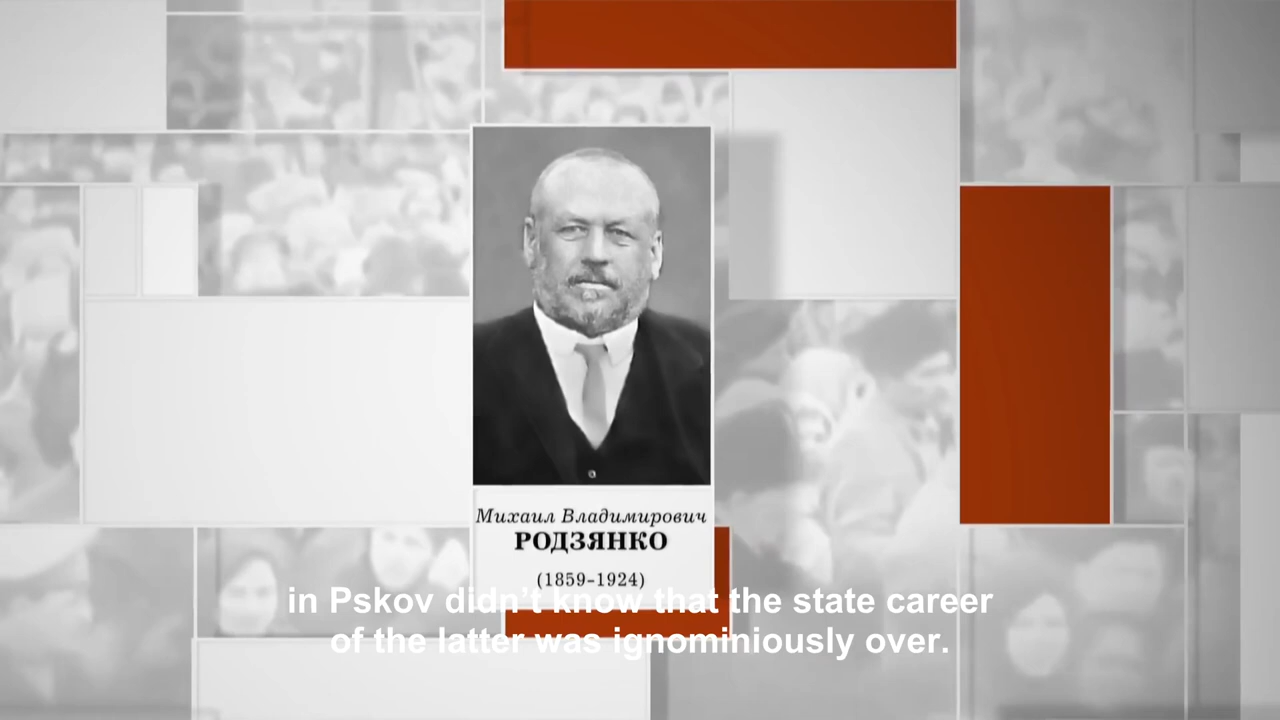 Михаил Владимирович
РОДЗЯНКО
(1859–1924)
in Pskov didn’t know that the state career
of the latter was ignominiously over.